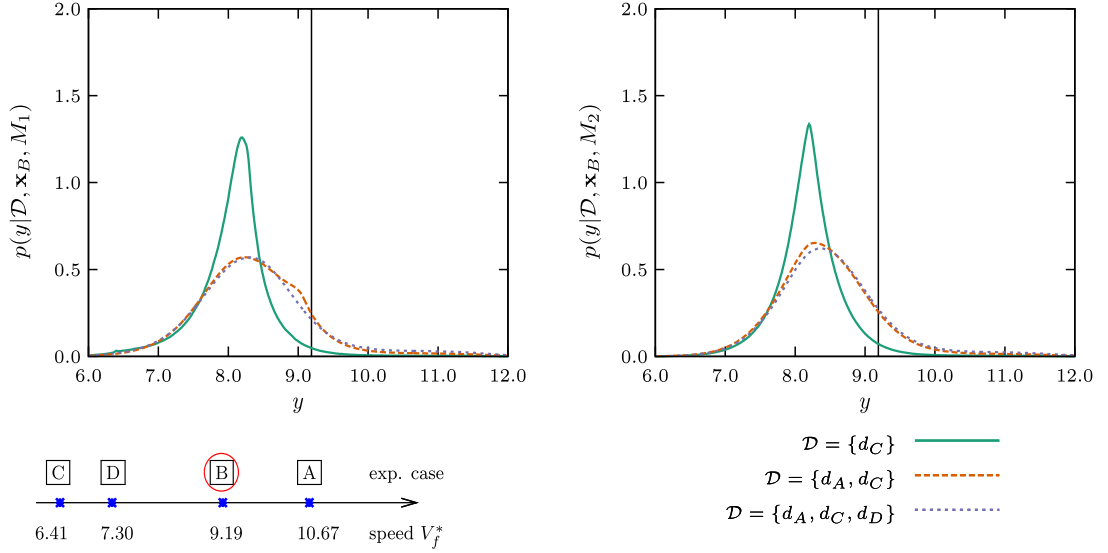 2.0
1.5
1.0
0.5
0.0
p(y|𝒟, x_B, M_1)
6.0 7.0 8.0 9.0 10.0 11.0 12.0
y
2.0
1.5
1.0
0.5
0.0
p(y|𝒟, x_B, M_2)
6.0 7.0 8.0 9.0 10.0 11.0 12.0
y
C D B A exp. case
6.41 7.30 9.19 10.67 speed V_f^*
𝒟 = {d_C}
𝒟 = {d_A, d_C}
𝒟 = {d_A, d_C, d_D}